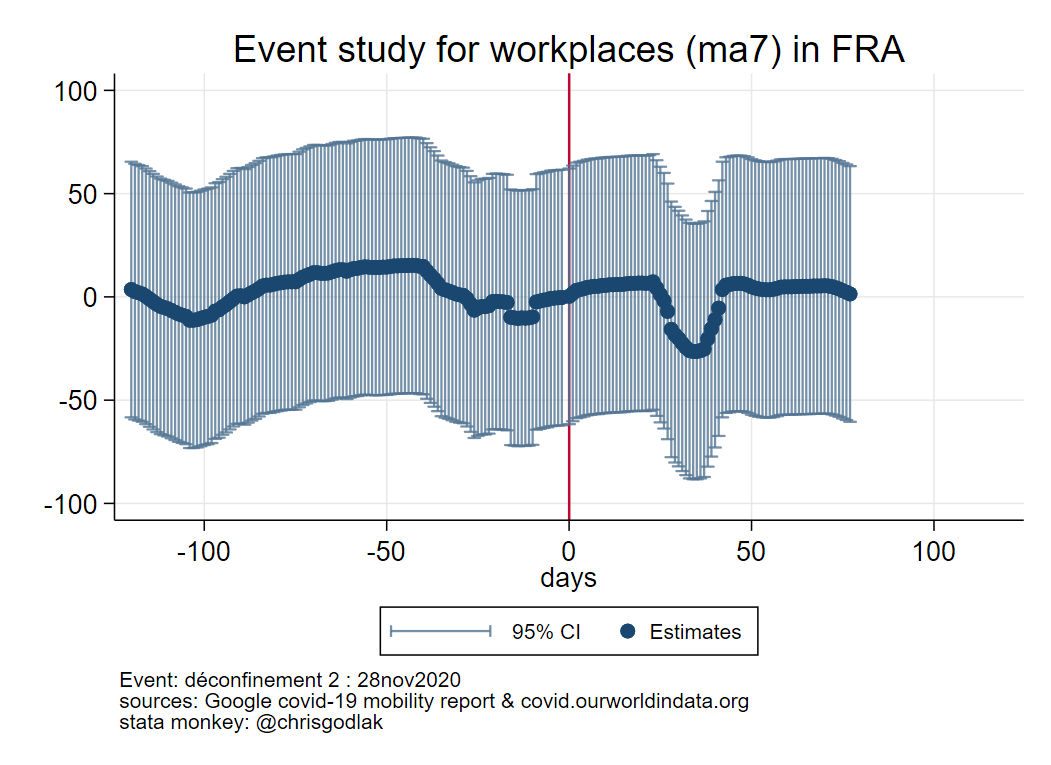 Event study for workplaces (ma7) in FRA
100
50
0
-50
-100
-100 -50 0 50 100
days
95% CI Estimates
Event: déconfinement 2 : 28nov2020
sources: Google covid-19 mobility report & covid.ourworldindata.org
stata monkey: @chrisgodlak